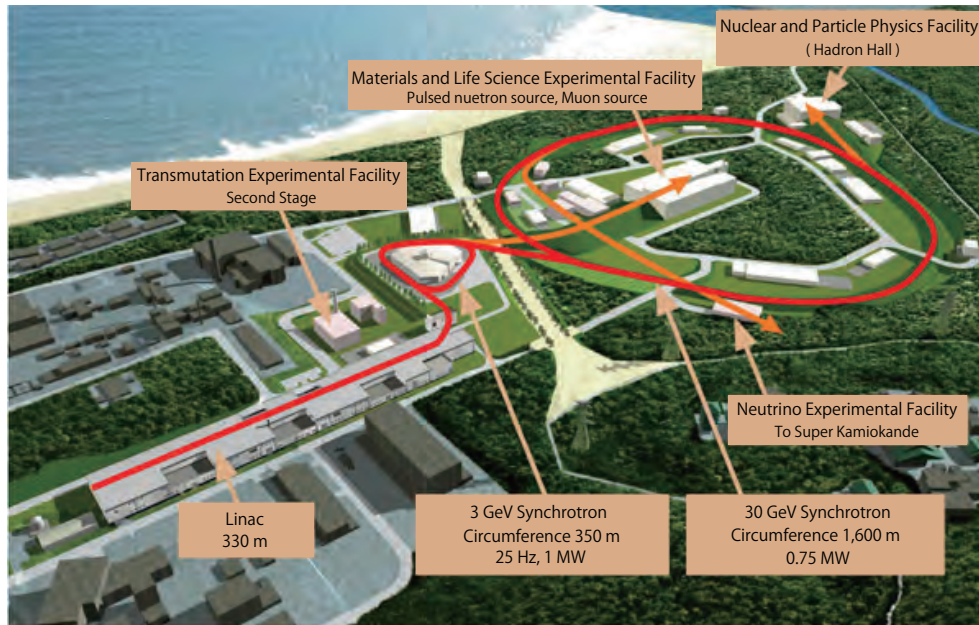 Nuclear and Particle Physics Facility
( Hadron Hall )
Materials and Life Science Experimental Facility
Pulsed nuetron source, Muon source
Transmutation Experimental Facility
Second Stage
Neutrino Experimental Facility
To Super Kamiokande
Linac
330 m
3 GeV Synchrotron
Circumference 350 m
25 Hz, 1 MW
30 GeV Synchrotron
Circumference 1,600 m
0.75 MW